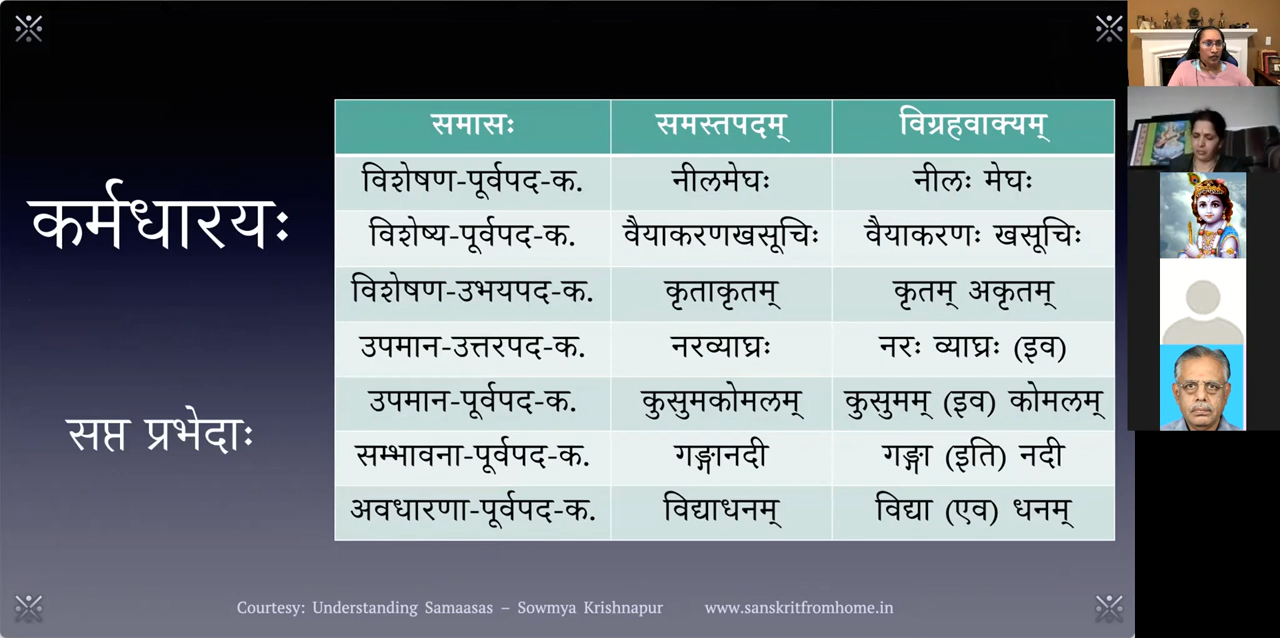 कर्मधारयः
सप्त प्रभेदाः
समासः समस्तपदम् विग्रहवाक्यम्
विशेषण-पूर्वपद-क. नीलमेघः नीलः मेघः
विशेष्य-पूर्वपद-क. वैयाकरणखसूचिः वैयाकरणः खसूचिः
विशेषण-उभयपद-क. कृताकृतम् कृतम् अकृतम्
उपमान-उत्तरपद-क. नरव्याघ्रः नरः व्याघ्रः (इव)
उपमान-पूर्वपद-क. कुसुमकोमलम् कुसुमम् (इव) कोमलम्
सम्भावना-पूर्वपद-क. गङ्गानदी गङ्गा (इति) नदी
अवधारणा-पूर्वपद-क. विद्याधनम् विद्या (एव) धनम्
Courtesy: Understanding Samaasas – Sowmya Krishnapur www.sanskritfromhome.in